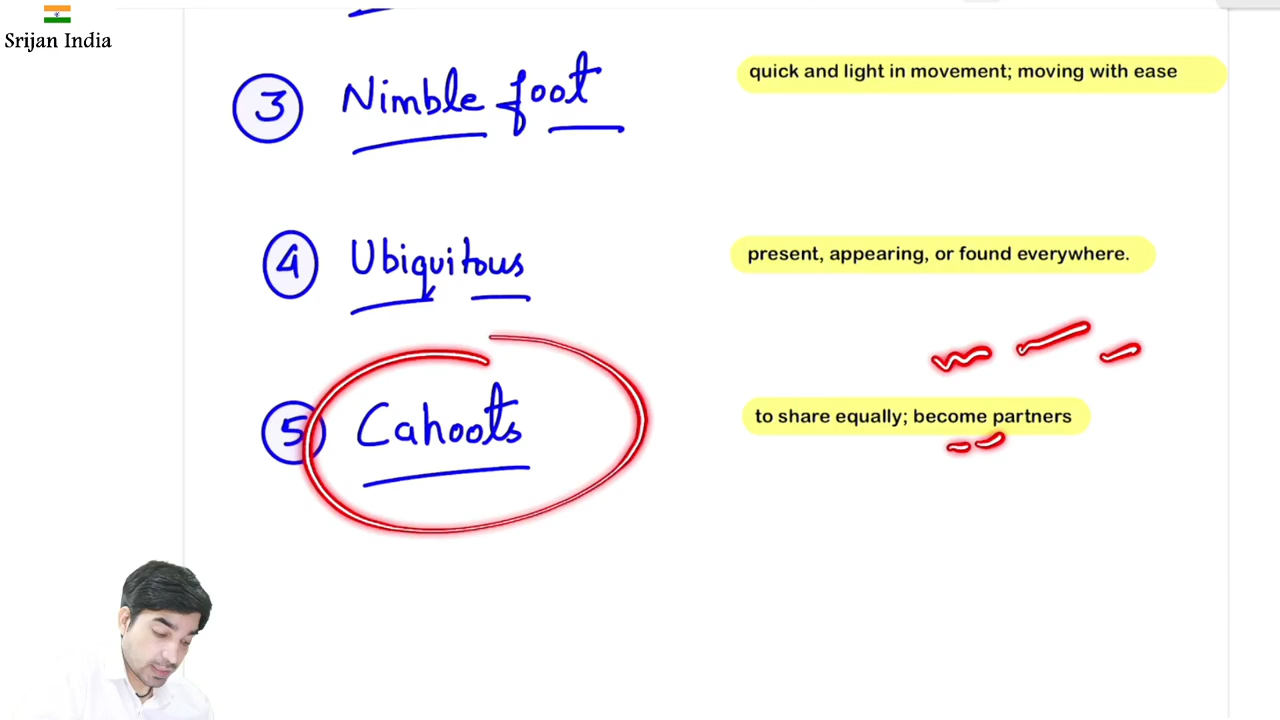 Srijan India
3 Nimble foot
quick and light in movement; moving with ease
4 Ubiquitous
present, appearing, or found everywhere.
5 Cahoots
to share equally; become partners